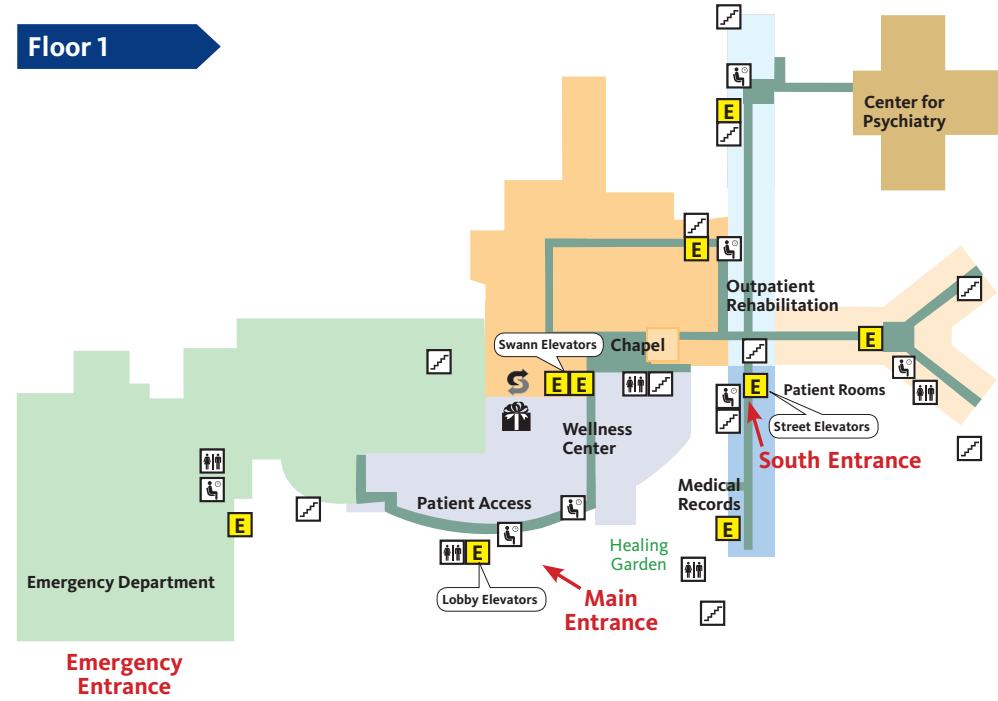 Floor 1
Center for
Psychiatry
E
E
Outpatient
Rehabilitation
Swann Elevators
Chapel
E
E E
E
Patient Rooms
Street Elevators
Wellness
Center
South Entrance
Medical
Records
Patient Access
E
E
Healing
Garden
E
Emergency Department
Lobby Elevators
Main
Entrance
Emergency
Entrance